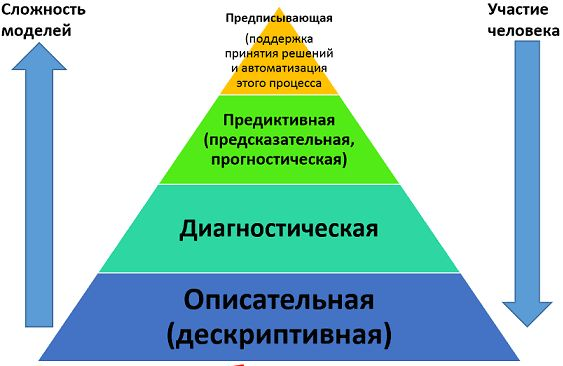 Сложность
моделей
Участие
человека
Предписывающая
(поддержка
принятия решений
и автоматизация
этого процесса
Предиктивная
(предсказательная,
прогностическая)
Диагностическая
Описательная
(дескриптивная)